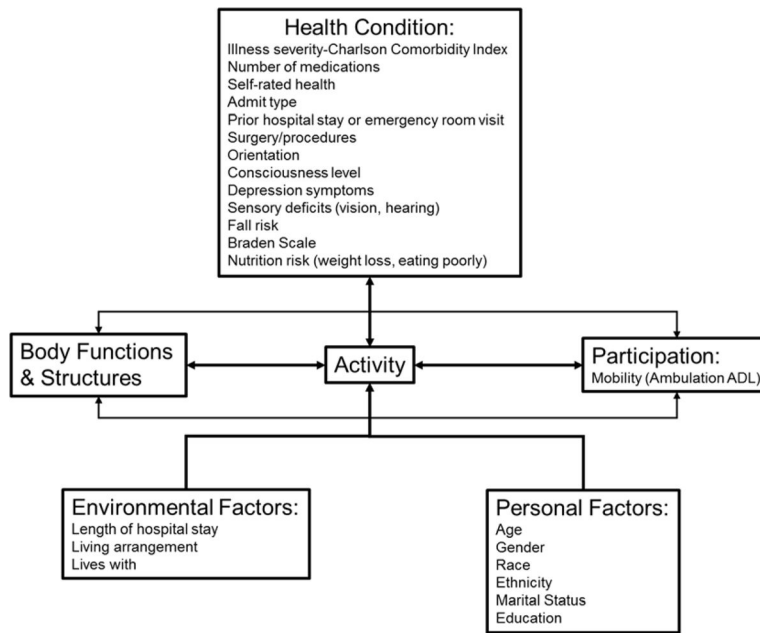 Health Condition:
Illness severity-Charlson Comorbidity Index
Number of medications
Self-rated health
Admit type
Prior hospital stay or emergency room visit
Surgery/procedures
Orientation
Consciousness level
Depression symptoms
Sensory deficits (vision, hearing)
Fall risk
Braden Scale
Nutrition risk (weight loss, eating poorly)
Body Functions
& Structures
Activity
Participation:
Mobility (Ambulation ADL)
Environmental Factors:
Length of hospital stay
Living arrangement
Lives with
Personal Factors:
Age
Gender
Race
Ethnicity
Marital Status
Education